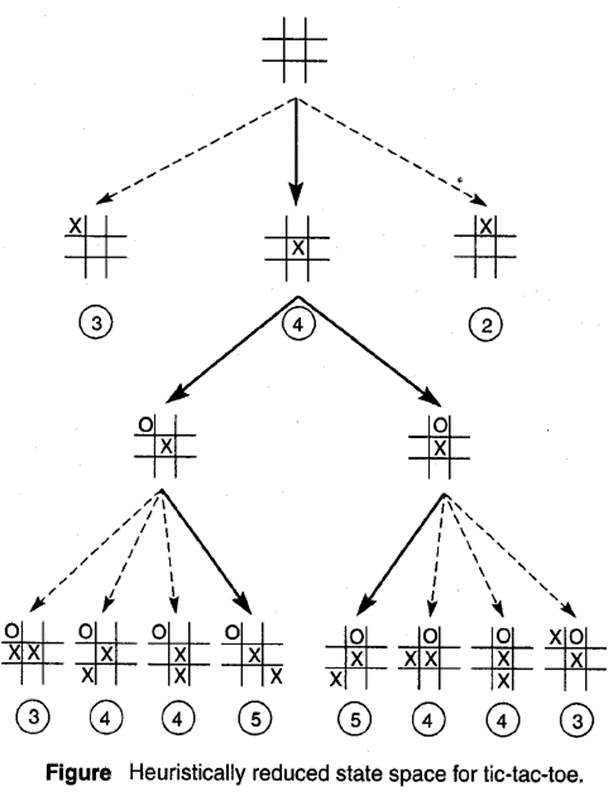 X X X
3 4 2
O O
X X
O O O O O O O X O
X X X X X X X X X X
X X X X X
3 4 4 5 5 4 4 3
Figure Heuristically reduced state space for tic-tac-toe.